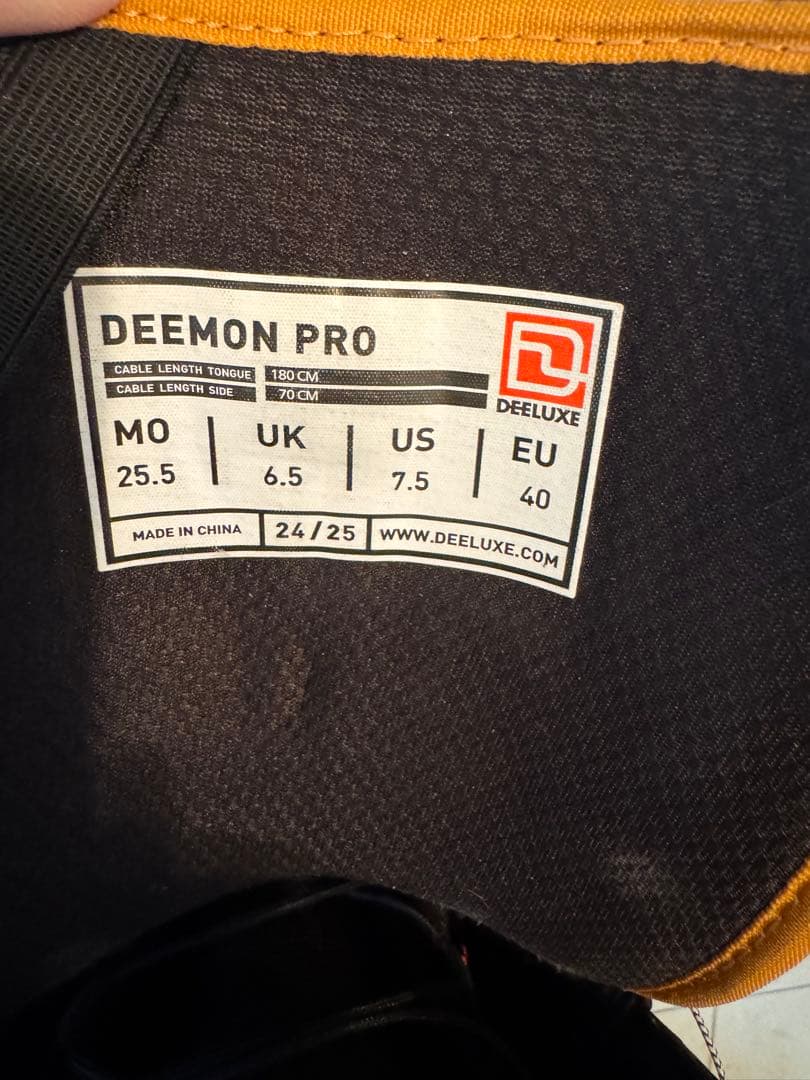 DEEMON PRO
DEELUXE
CABLE LENGTH TONGUE 180 CM
CABLE LENGTH SIDE 70 CM
MO UK US EU
25.5 6.5 7.5 40
MADE IN CHINA 24/25 WWW.DEELUXE.COM